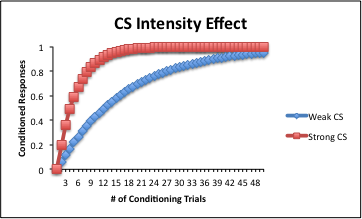 CS Intensity Effect
Conditioned Responses
1
0.8
0.6
0.4
0.2
0
3 6 9 12 15 18 21 24 27 30 33 36 39 42 45 48
# of Conditioning Trials
Weak CS
Strong CS